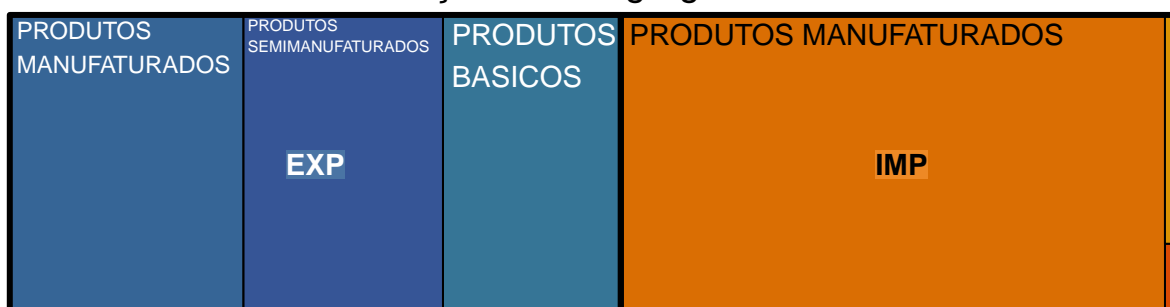 PRODUTOS
MANUFATURADOS
PRODUTOS
SEMIMANUFATURADOS
PRODUTOS
BASICOS
EXP
PRODUTOS MANUFATURADOS
IMP